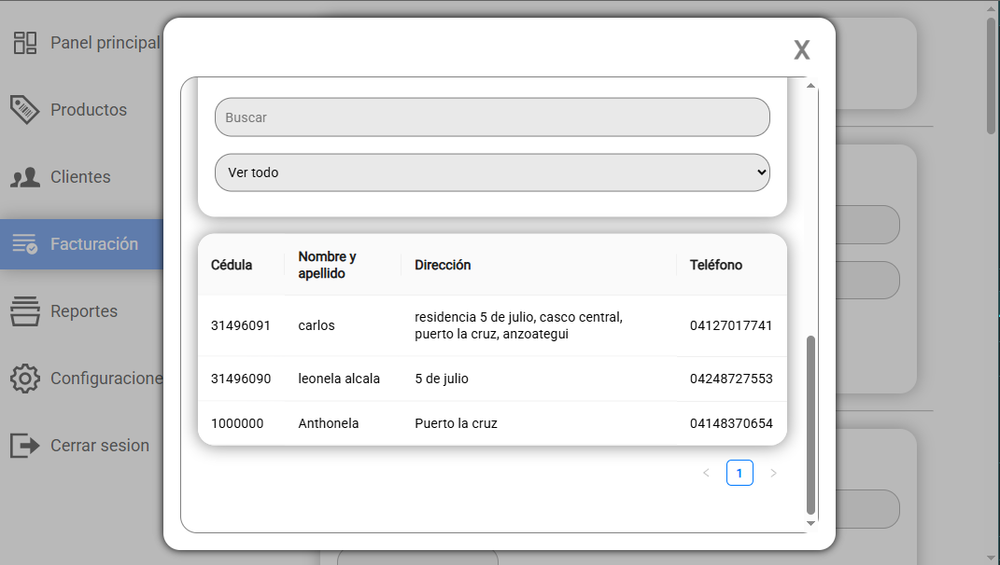 Panel principal
Productos
Clientes
Facturación
Reportes
Configuracione
Cerrar sesion
X
Buscar
Ver todo
Cédula Nombre y apellido Dirección Teléfono
31496091 carlos residencia 5 de julio, casco central, 04127017741
puerto la cruz, anzoategui
31496090 leonela alcala 5 de julio 04248727553
1000000 Anthonela Puerto la cruz 04148370654
< 1 >